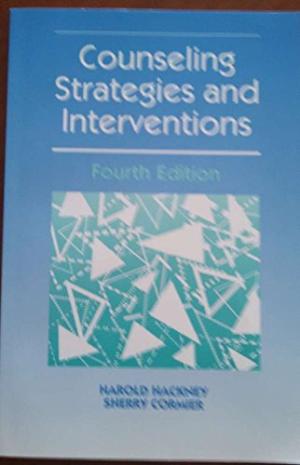 Counseling
Strategies and
Interventions
Fourth Edition
HAROLD HACKNEY
SHERRY CORMIER